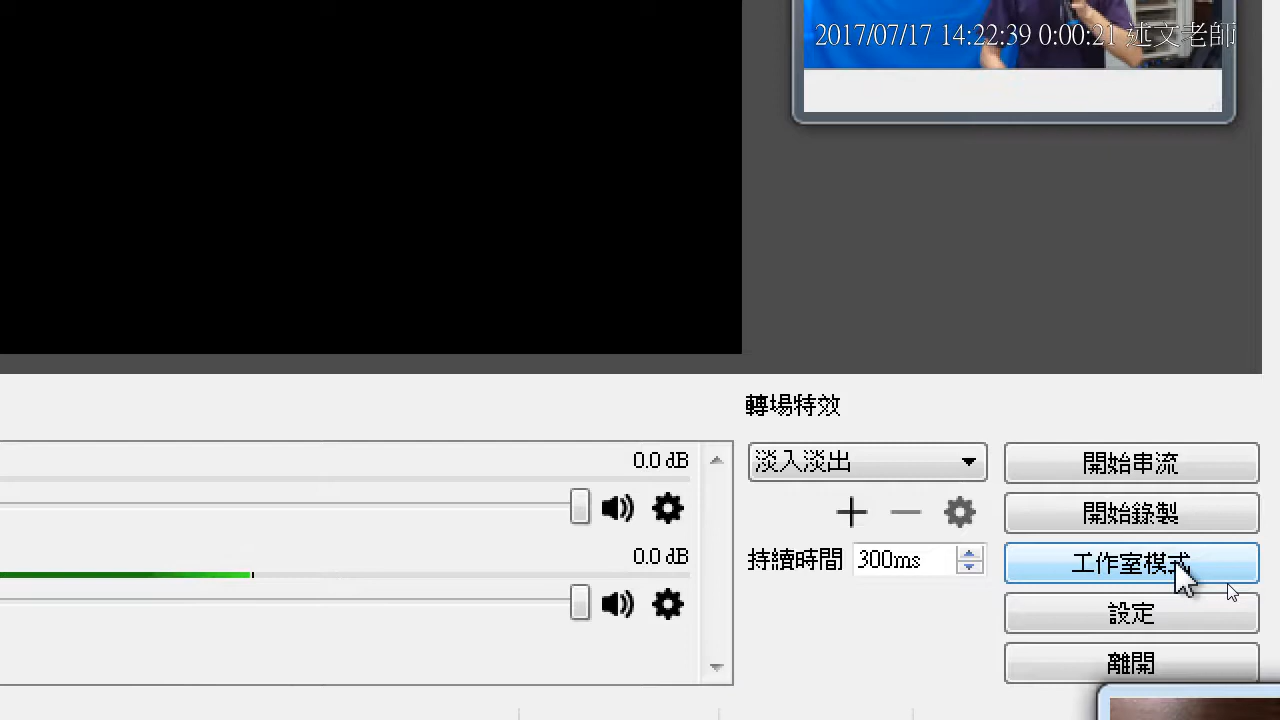 2017/07/17 14:22:39 0:00:21 述文老師
轉場特效
0.0 dB
淡入淡出
開始串流
開始錄製
0.0 dB
持續時間 300ms
工作室模式
設定
離開